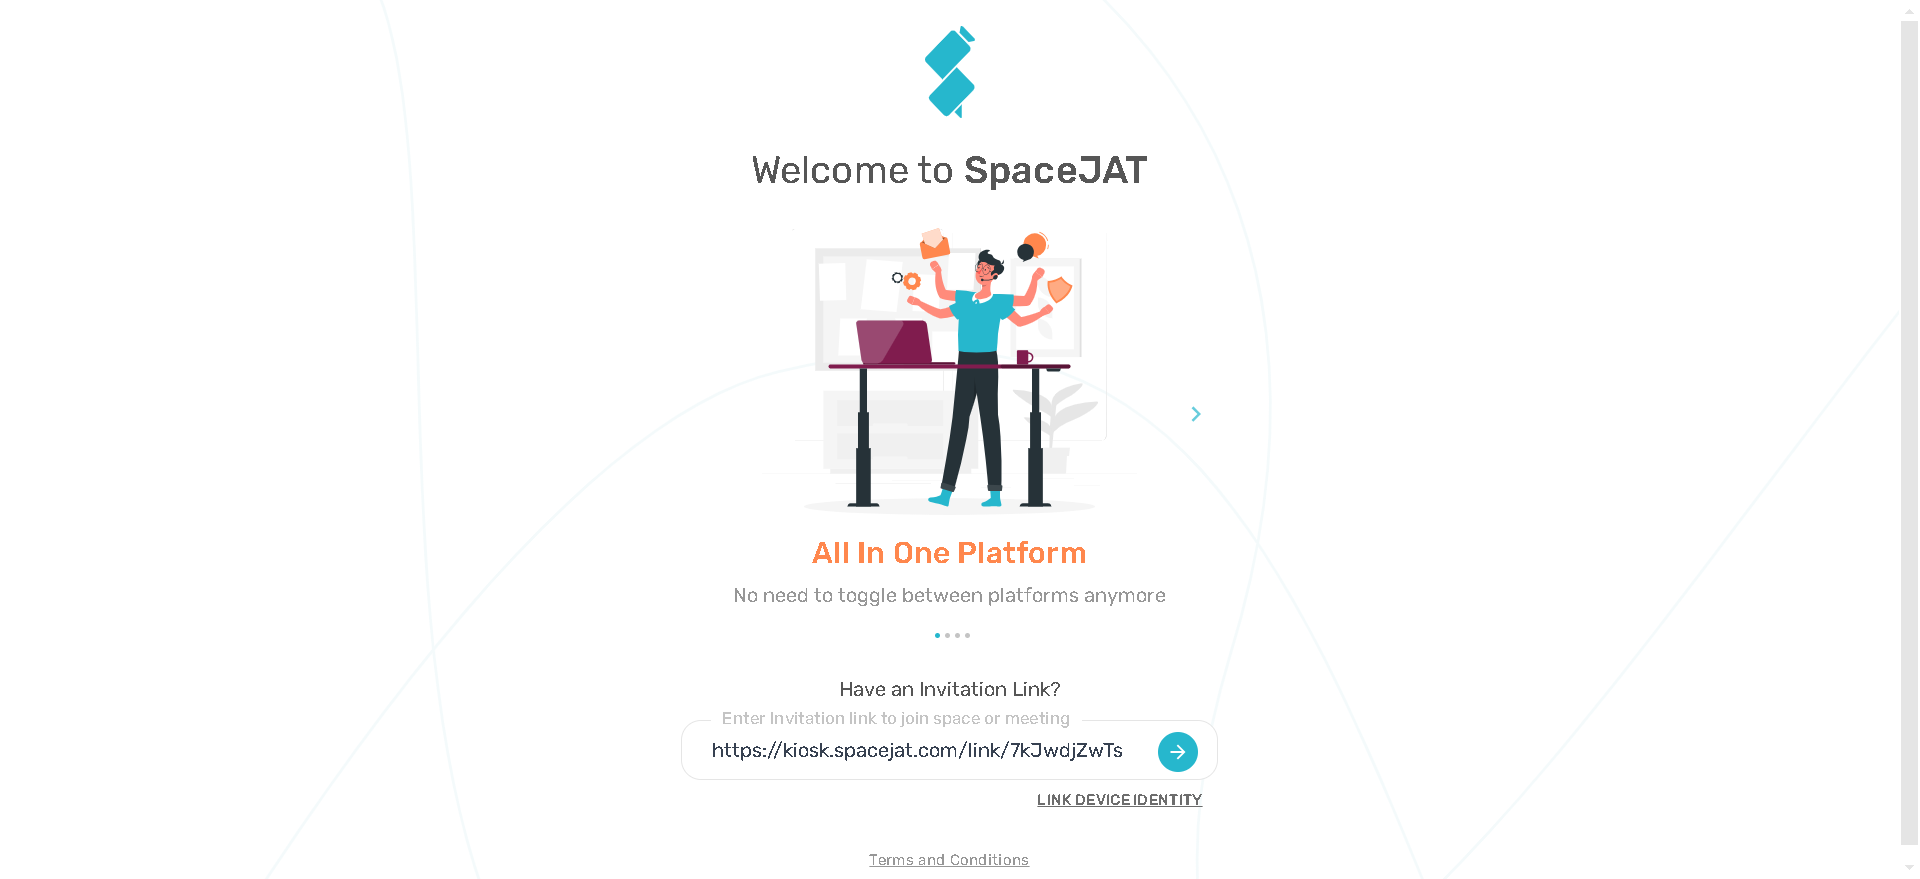 Welcome to SpaceJAT
All In One Platform
No need to toggle between platforms anymore
Have an Invitation Link?
Enter Invitation link to join space or meeting
https://kiosk.spacejat.com/link/7kJwdjZwTs
LINK DEVICE IDENTITY
Terms and Conditions